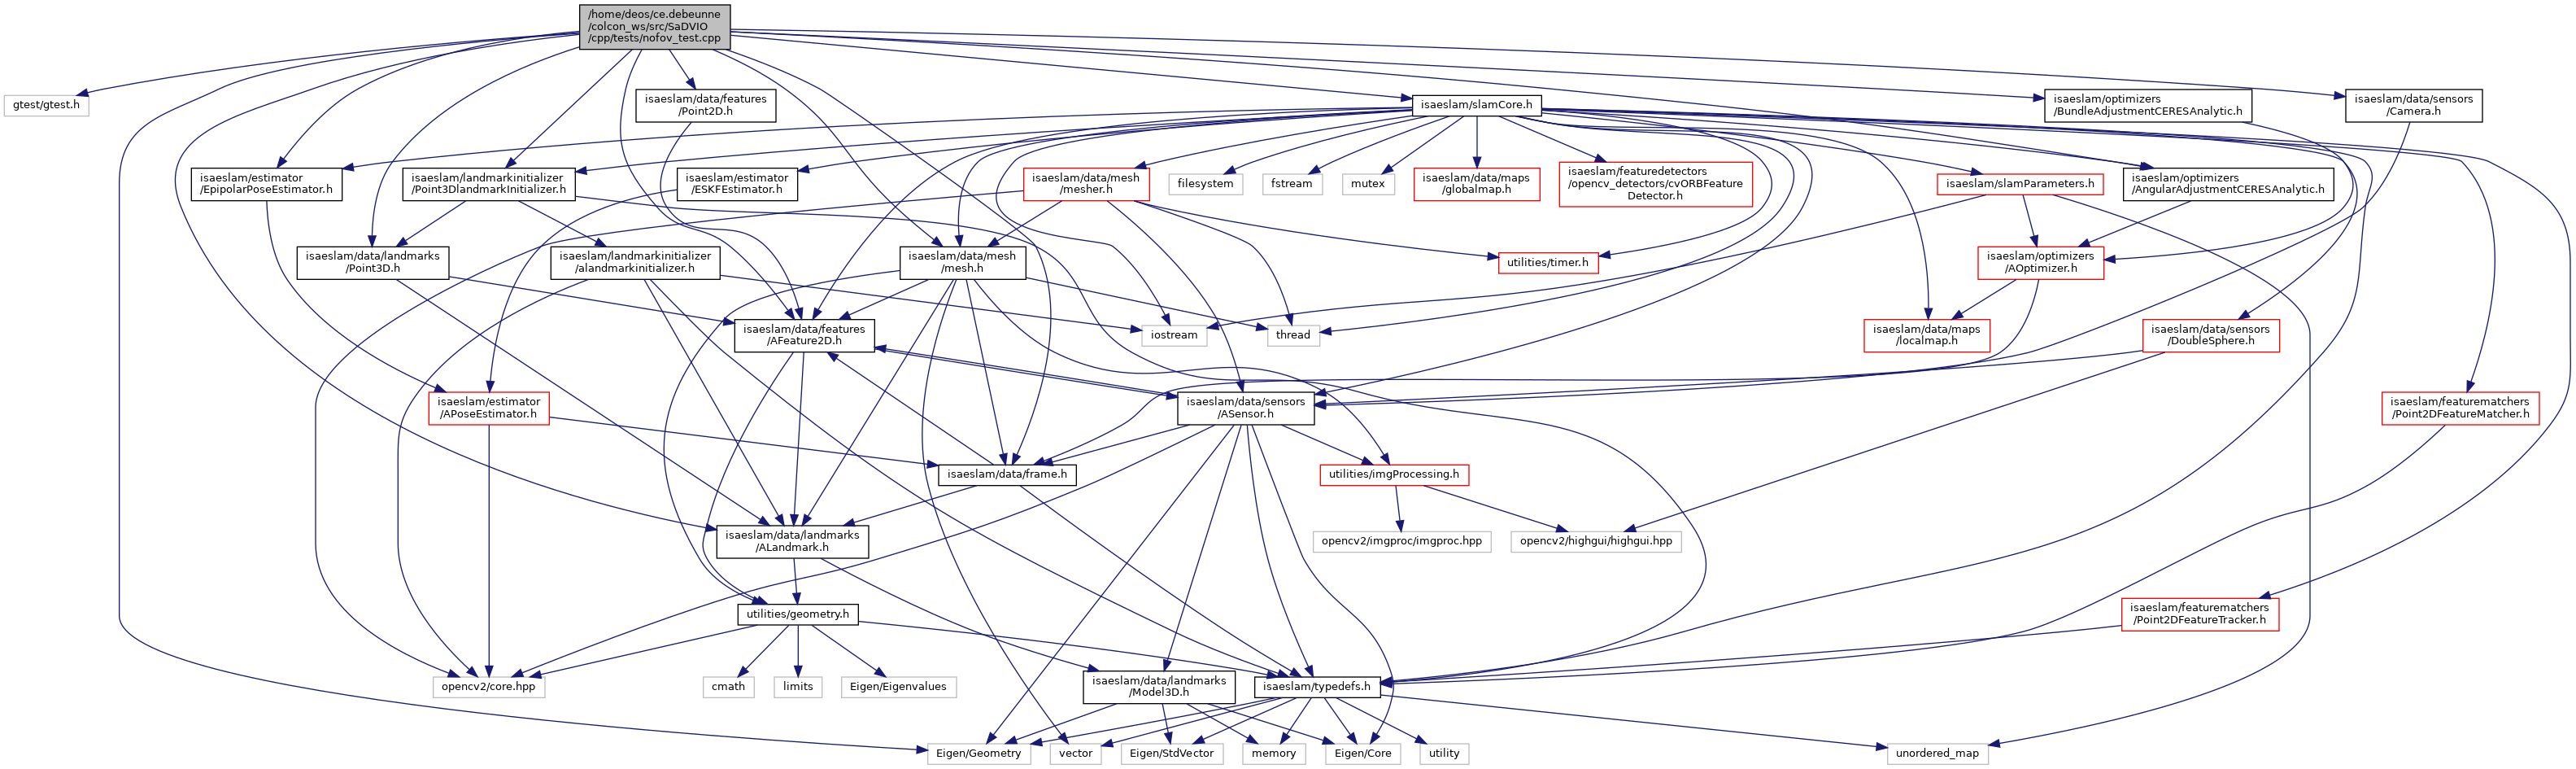 /home/deos/ce.debeunne
/colcon_ws/src/SaDVIO
/cpp/tests/nofov_test.cpp
gtest/gtest.h
isaeslam/data/features
/Point2D.h
isaeslam/slamCore.h
isaeslam/optimizers
/BundleAdjustmentCERESAnalytic.h
isaeslam/data/sensors
/Camera.h
isaeslam/estimator
/EpipolarPoseEstimator.h
isaeslam/landmarkinitializer
/Point3DlandmarkInitializer.h
isaeslam/estimator
/ESKFEstimator.h
isaeslam/data/mesh
/mesher.h
filesystem
fstream
mutex
isaeslam/data/maps
/globalmap.h
isaeslam/featuredetectors
/opencv_detectors/cvORBFeature
Detector.h
isaeslam/slamParameters.h
isaeslam/optimizers
/AngularAdjustmentCERESAnalytic.h
isaeslam/data/landmarks
/Point3D.h
isaeslam/landmarkinitializer
/alandmarkinitializer.h
isaeslam/data/mesh
/mesh.h
utilities/timer.h
isaeslam/optimizers
/AOptimizer.h
isaeslam/data/features
/AFeature2D.h
iostream
thread
isaeslam/data/maps
/localmap.h
isaeslam/data/sensors
/DoubleSphere.h
isaeslam/estimator
/APoseEstimator.h
isaeslam/data/sensors
/ASensor.h
isaeslam/featurematchers
/Point2DFeatureMatcher.h
isaeslam/data/frame.h
utilities/imgProcessing.h
isaeslam/data/landmarks
/ALandmark.h
opencv2/imgproc/imgproc.hpp
opencv2/highgui/highgui.hpp
utilities/geometry.h
isaeslam/featurematchers
/Point2DFeatureTracker.h
opencv2/core.hpp
cmath
limits
Eigen/Eigenvalues
isaeslam/data/landmarks
/Model3D.h
isaeslam/typedefs.h
Eigen/Geometry
vector
Eigen/StdVector
memory
Eigen/Core
utility
unordered_map